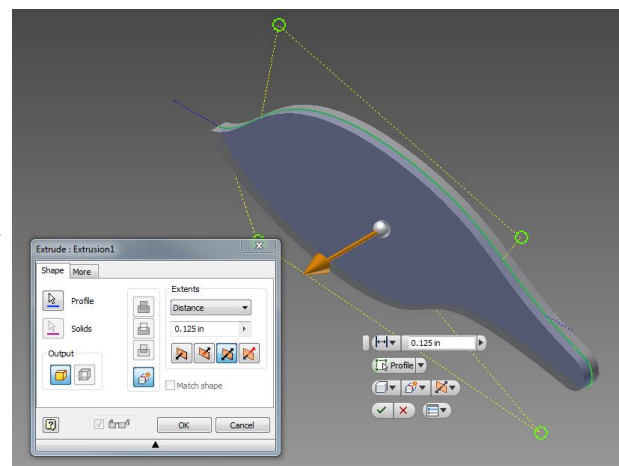 Extrude : Extrusion1
Shape More
Profile
Solids
Output
Extents
Distance
0.125 in
Match shape
OK Cancel
0.125 in
Profile